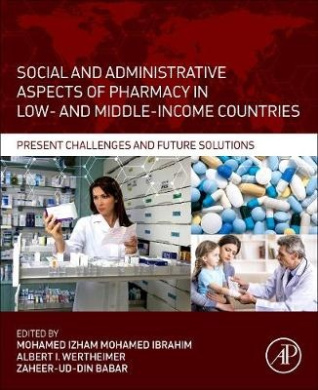 SOCIAL AND ADMINISTRATIVE
ASPECTS OF PHARMACY IN
LOW- AND MIDDLE-INCOME COUNTRIES
PRESENT CHALLENGES AND FUTURE SOLUTIONS
EDITED BY
MOHAMED IZHAM MOHAMED IBRAHIM
ALBERT I. WERTHEIMER
ZAHEER-UD-DIN BABAR
AP